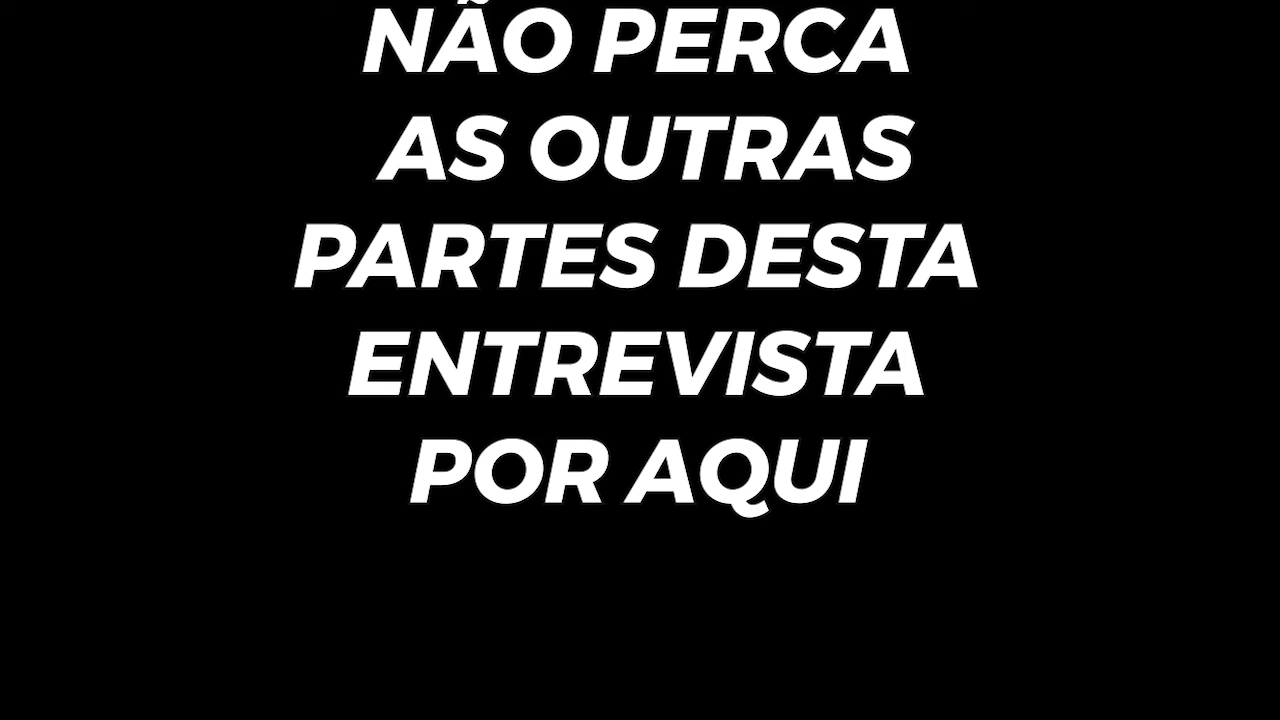 NÃO PERCA
AS OUTRAS
PARTES DESTA
ENTREVISTA
POR AQUI